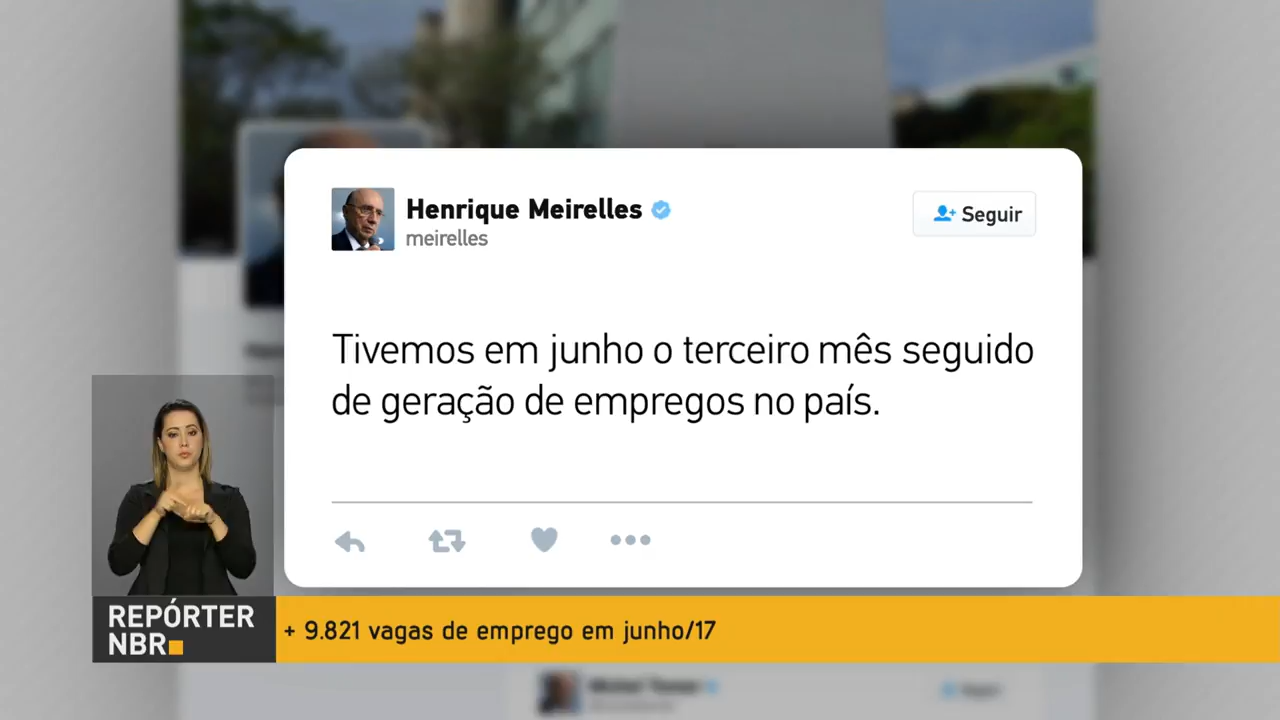 Henrique Meirelles
meirelles
Seguir
Tivemos em junho o terceiro mês seguido
de geração de empregos no país.
REPÓRTER
NBR
+ 9.821 vagas de emprego em junho/17